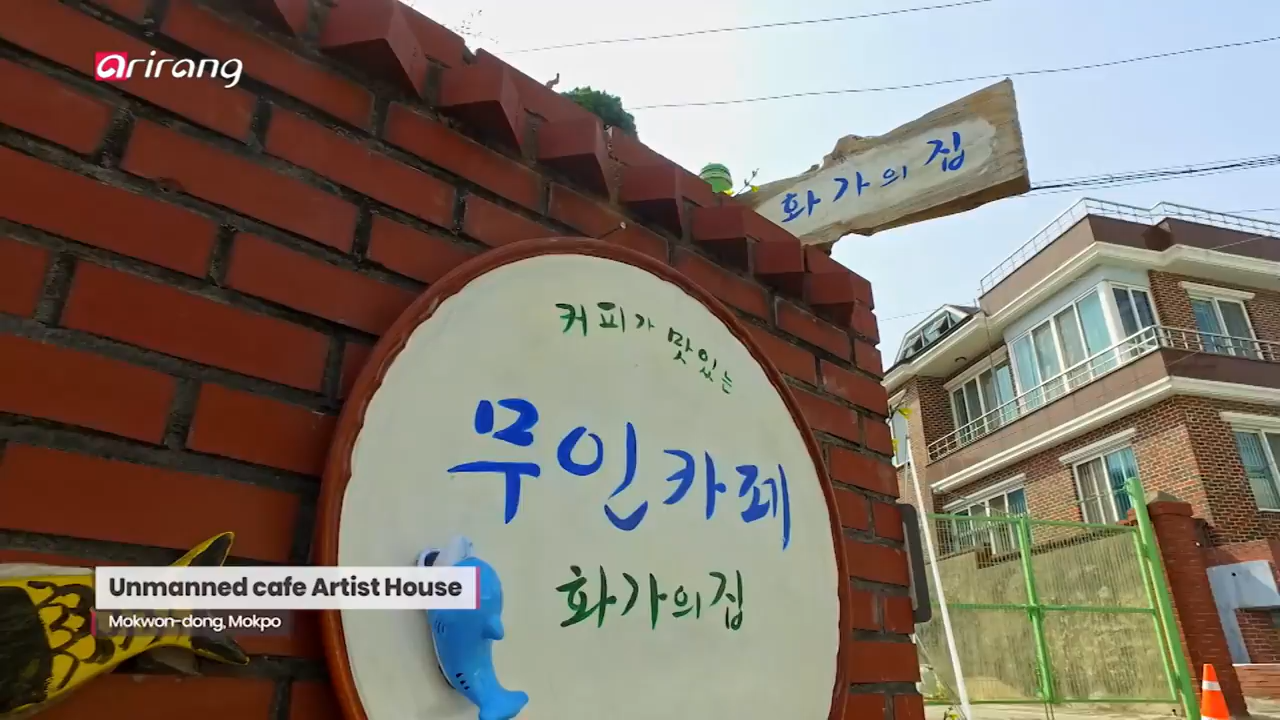 arirang
화가의 집
커피가 맛있는
무인카페
화가의집
Unmanned cafe Artist House
Mokwon-dong, Mokpo